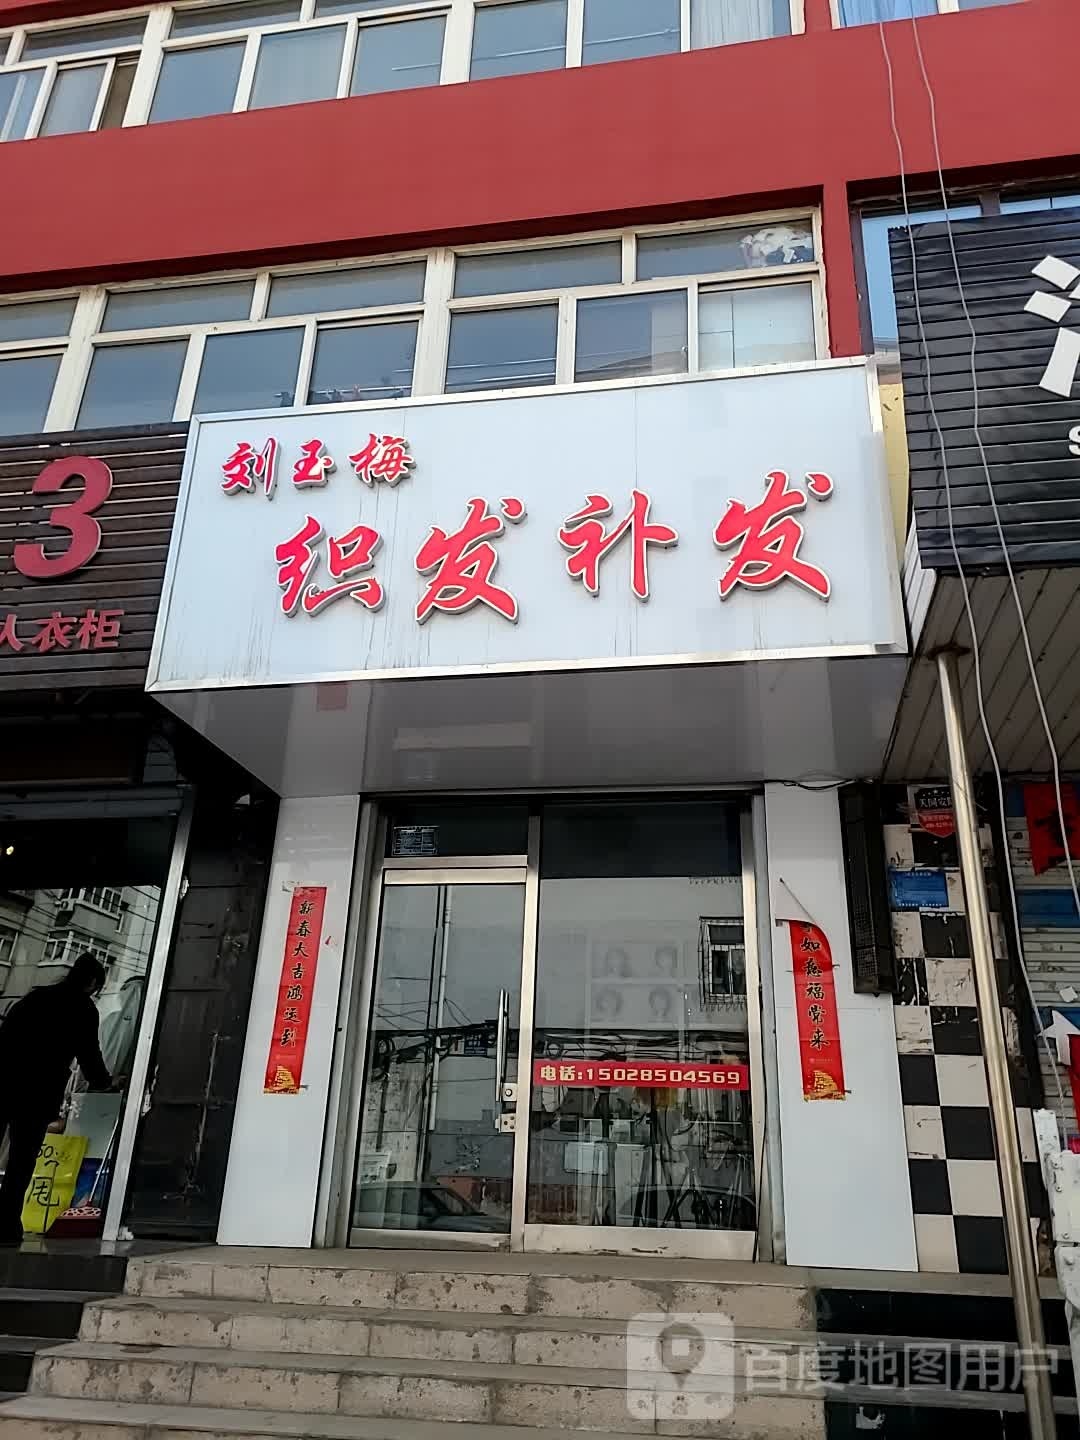 刘玉梅
织发补发
3
人衣柜
新春大吉鸿运到
如意福常来
电话:15028504569
甩
百度地图用户